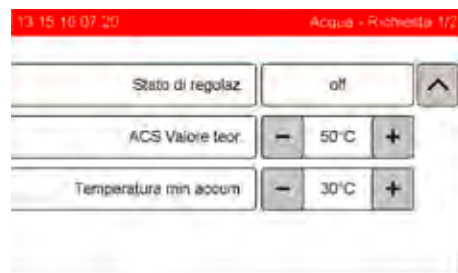 13:15 16.07.20 Acqua - Richiesta 1/2
Stato di regolaz. off
ACS Valore teor. - 50°C +
Temperatura min accum - 30°C +